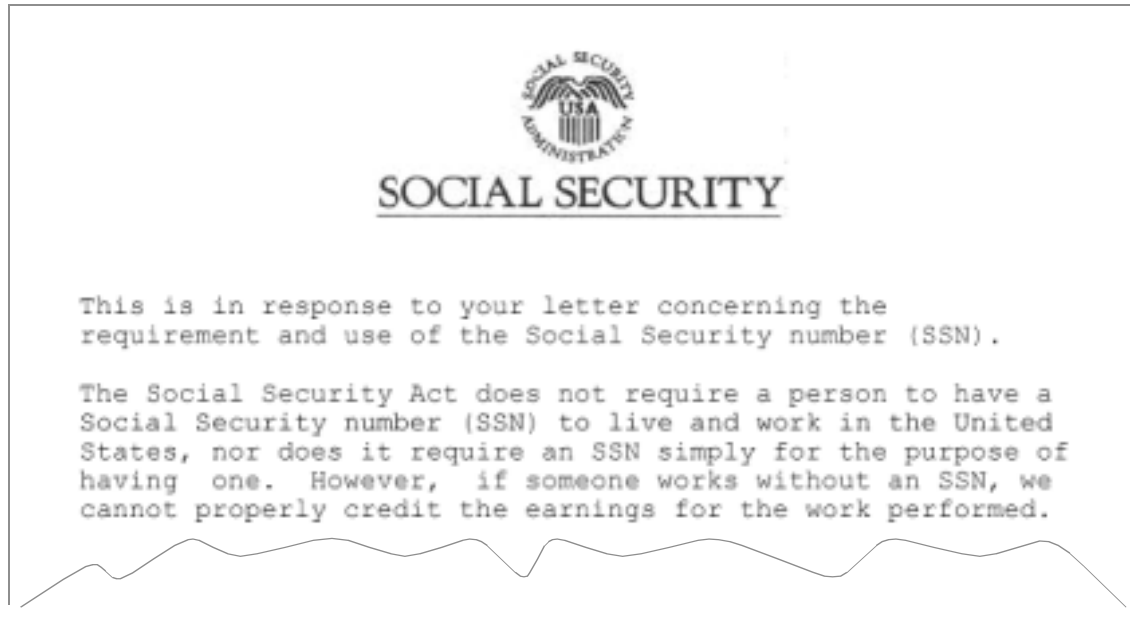 SOCIAL SECURITY ADMINISTRATION
USA
SOCIAL SECURITY
This is in response to your letter concerning the
requirement and use of the Social Security number (SSN).
The Social Security Act does not require a person to have a
Social Security number (SSN) to live and work in the United
States, nor does it require an SSN simply for the purpose of
having one. However, if someone works without an SSN, we
cannot properly credit the earnings for the work performed.